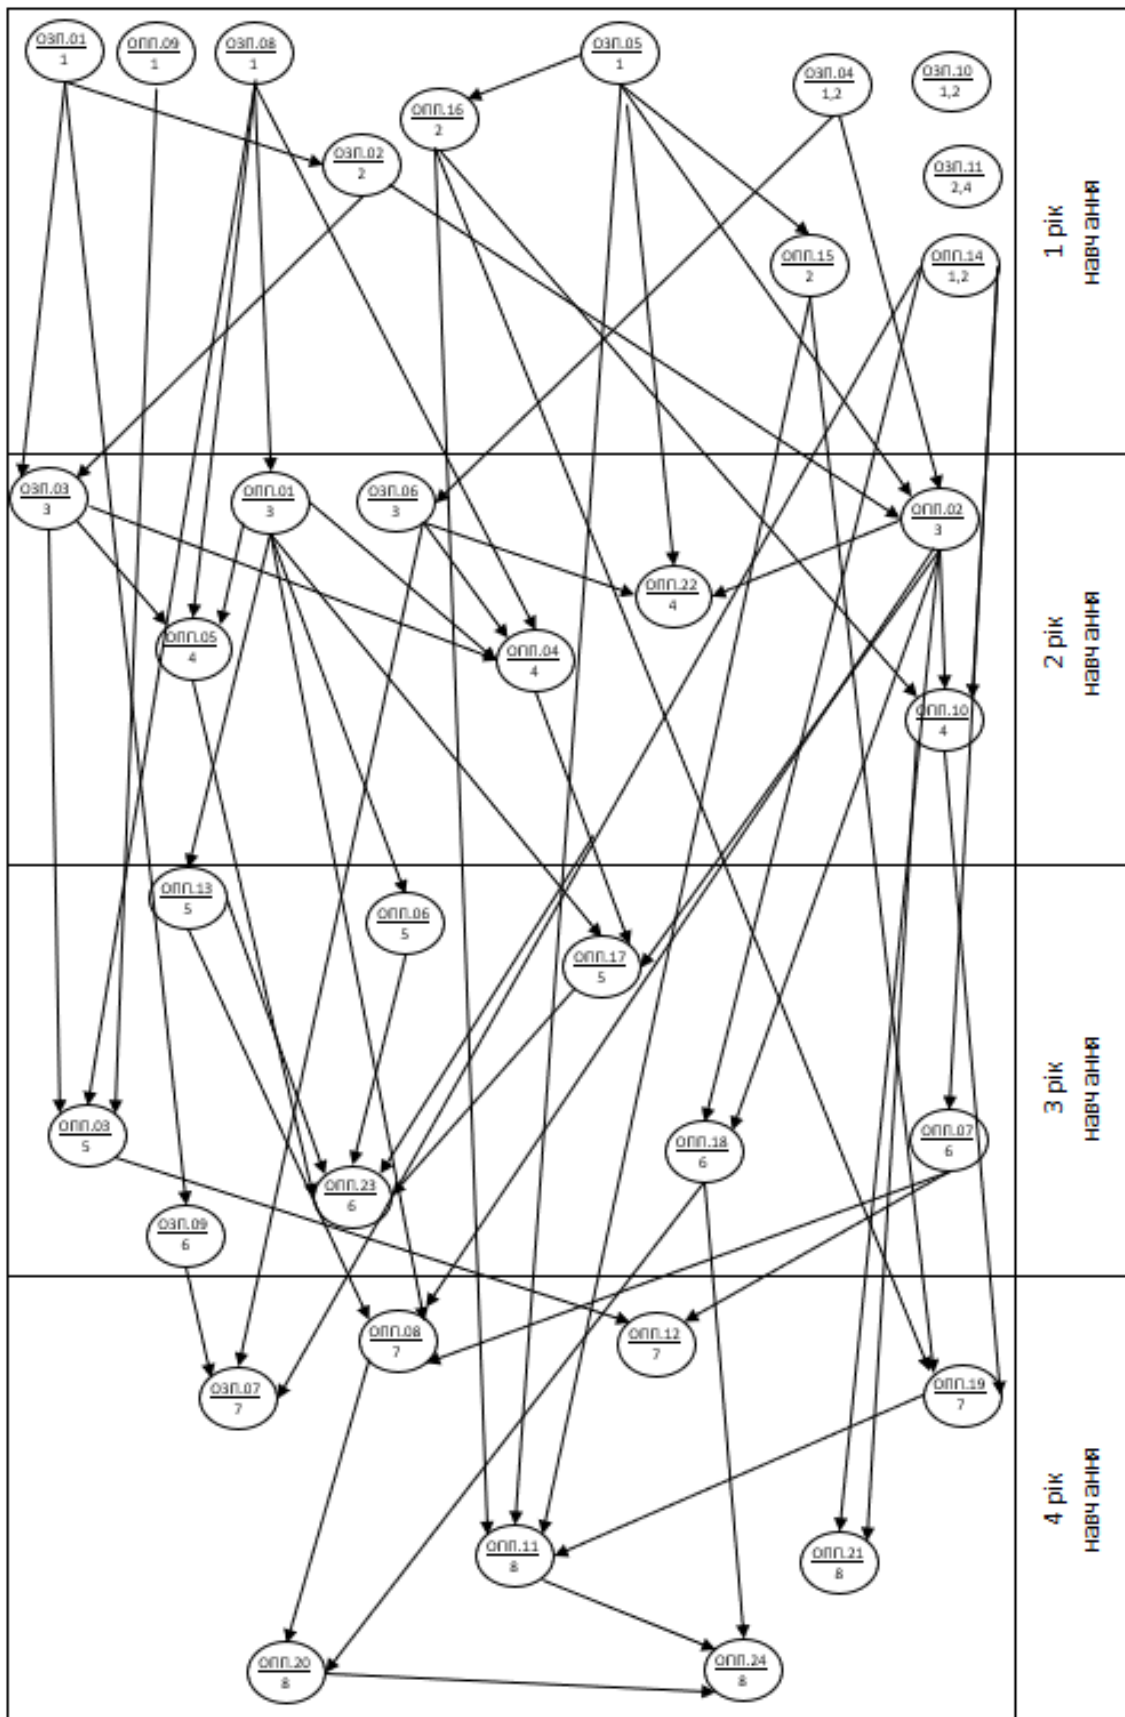 ОЗП.01
1
ОПП.09
1
ОЗП.08
1
ОЗП.05
1
ОЗП.04
1,2
ОЗП.10
1,2
ОПП.16
2
ОЗП.02
2
ОЗП.11
2,4
ОПП.15
2
ОПП.14
1,2
1 рік
навчання
ОЗП.03
3
ОПП.01
3
ОЗП.06
3
ОПП.02
3
ОПП.22
4
ОПП.05
4
ОПП.04
4
ОПП.10
4
2 рік
навчання
ОПП.13
5
ОПП.06
5
ОПП.17
5
ОПП.03
5
ОПП.18
6
ОПП.07
6
ОПП.23
6
ОЗП.09
6
3 рік
навчання
ОПП.08
7
ОПП.12
7
ОЗП.07
7
ОПП.19
7
ОПП.11
8
ОПП.21
8
ОПП.20
8
ОПП.24
8
4 рік
навчання